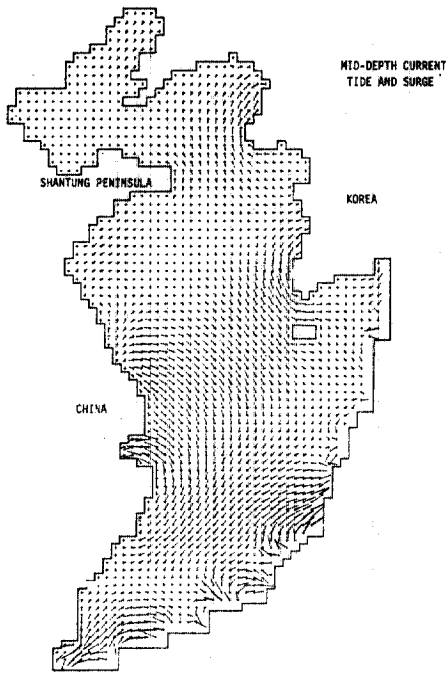 MID-DEPTH CURRENT
TIDE AND SURGE
SHANTUNG PENINSULA
KOREA
CHINA